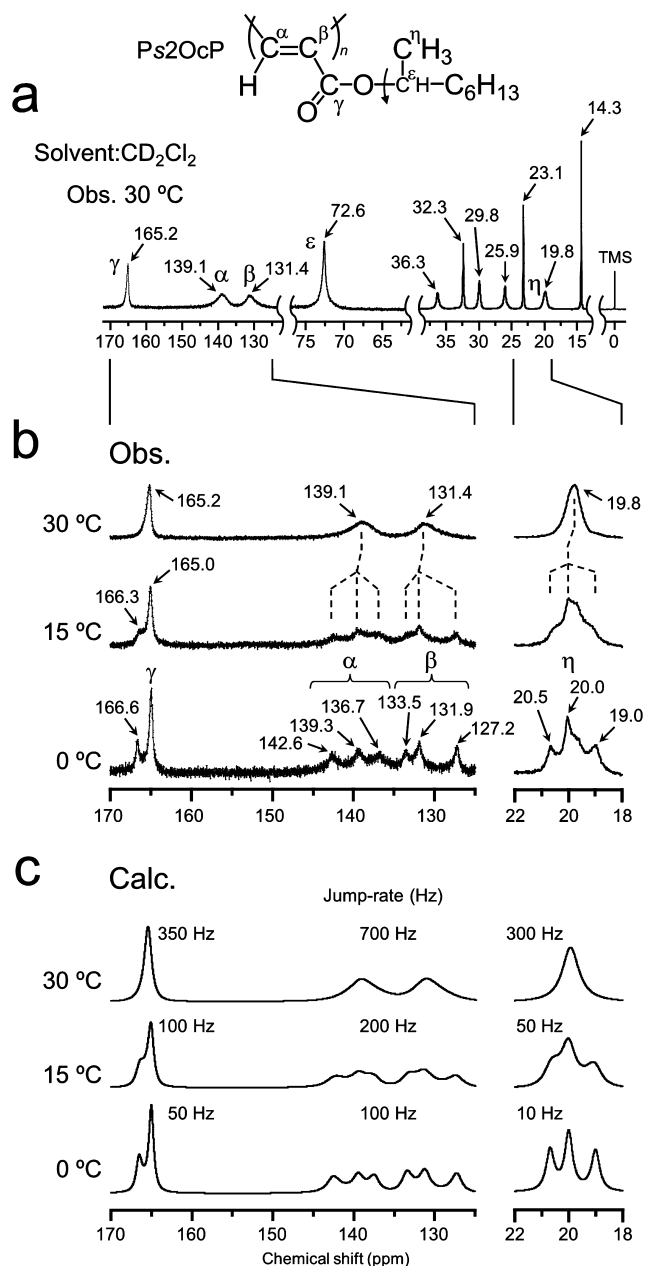 Ps2OcP
α
β
n
CηH3
H
C=C
C–O–CεH–C6H13
O
γ
a
Solvent:CD2Cl2
Obs. 30 ºC
14.3
23.1
72.6
32.3
29.8
165.2
ε
25.9
19.8
TMS
γ
139.1
α
β
131.4
36.3
η
170 160 150 140 130 75 70 65 35 30 25 20 15 0
b
Obs.
165.2
139.1
131.4
19.8
30 ºC
165.0
166.3
15 ºC
γ
α
β
η
166.6
136.7
133.5
131.9
20.5
20.0
139.3
127.2
19.0
142.6
0 ºC
170 160 150 140 130 22 20 18
c
Calc.
Jump-rate (Hz)
350 Hz 700 Hz 300 Hz
30 ºC
100 Hz 200 Hz 50 Hz
15 ºC
50 Hz 100 Hz 10 Hz
0 ºC
170 160 150 140 130 22 20 18
Chemical shift (ppm)